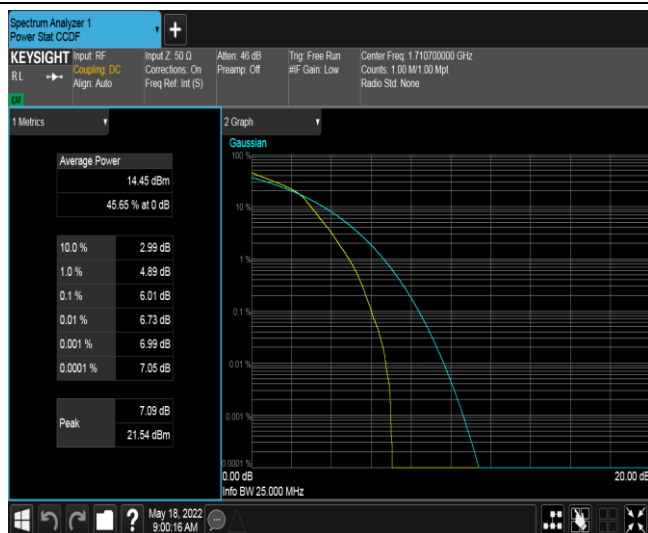 Spectrum Analyzer 1
Power Stat CCDF
+
KEYSIGHT
RL
Input: RF
Coupling: DC
Align: Auto
Input Z: 50 Ω
Corrections: On
Freq Ref: Int (S)
Atten: 46 dB
Preamp: Off
Trig: Free Run
#IF Gain: Low
Center Freq: 1.710700000 GHz
Counts: 1.00 M/1.00 Mpt
Radio Std: None
1 Metrics
Average Power
14.45 dBm
45.65 % at 0 dB
10.0 % 2.99 dB
1.0 % 4.89 dB
0.1 % 6.01 dB
0.01 % 6.73 dB
0.001 % 6.99 dB
0.0001 % 7.05 dB
Peak
7.09 dB
21.54 dBm
2 Graph
Gaussian
100 %
10 %
1 %
0.1 %
0.01 %
0.001 %
0.0001 %
0.00 dB
20.00 dB
Info BW 25.000 MHz
?
May 18, 2022
9:00:16 AM